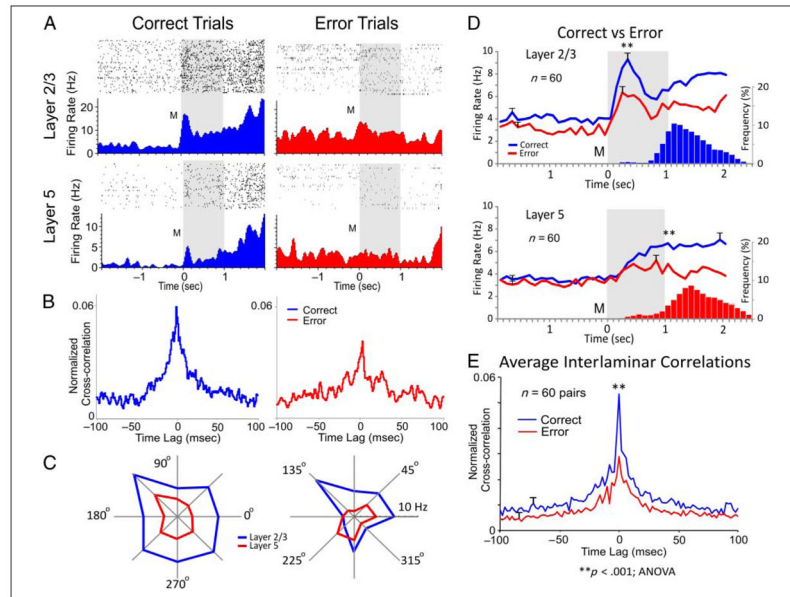 A
Correct Trials
Error Trials
Layer 2/3
Firing Rate (Hz)
20
10
0
M
M
Layer 5
Firing Rate (Hz)
10
5
0
M
M
1 0 1
1 0 1
Time (sec)
Time (sec)
B
Normalized
Cross-correlation
0.06
0
0.06
Correct
Error
−100 −50 0 50 100
−100 −50 0 50 100
Time Lag (msec)
Time Lag (msec)
C
90°
180°
0°
270°
Layer 2/3
Layer 5
135°
45°
10 Hz
225°
315°
D
Correct vs Error
Layer 2/3
n = 60
**
Firing Rate (Hz)
10
8
6
4
2
0
Frequency (%)
20
10
0
Correct
Error
M
1 0 1 2
Time (sec)
Layer 5
n = 60
**
Firing Rate (Hz)
10
8
6
4
2
0
Frequency (%)
20
10
0
M
1 0 1 2
Time (sec)
E
Average Interlaminar Correlations
0.06
**
n = 60 pairs
Correct
Error
Normalized
Cross-correlation
0
−100 −50 0 50 100
Time Lag (msec)
**p < .001; ANOVA